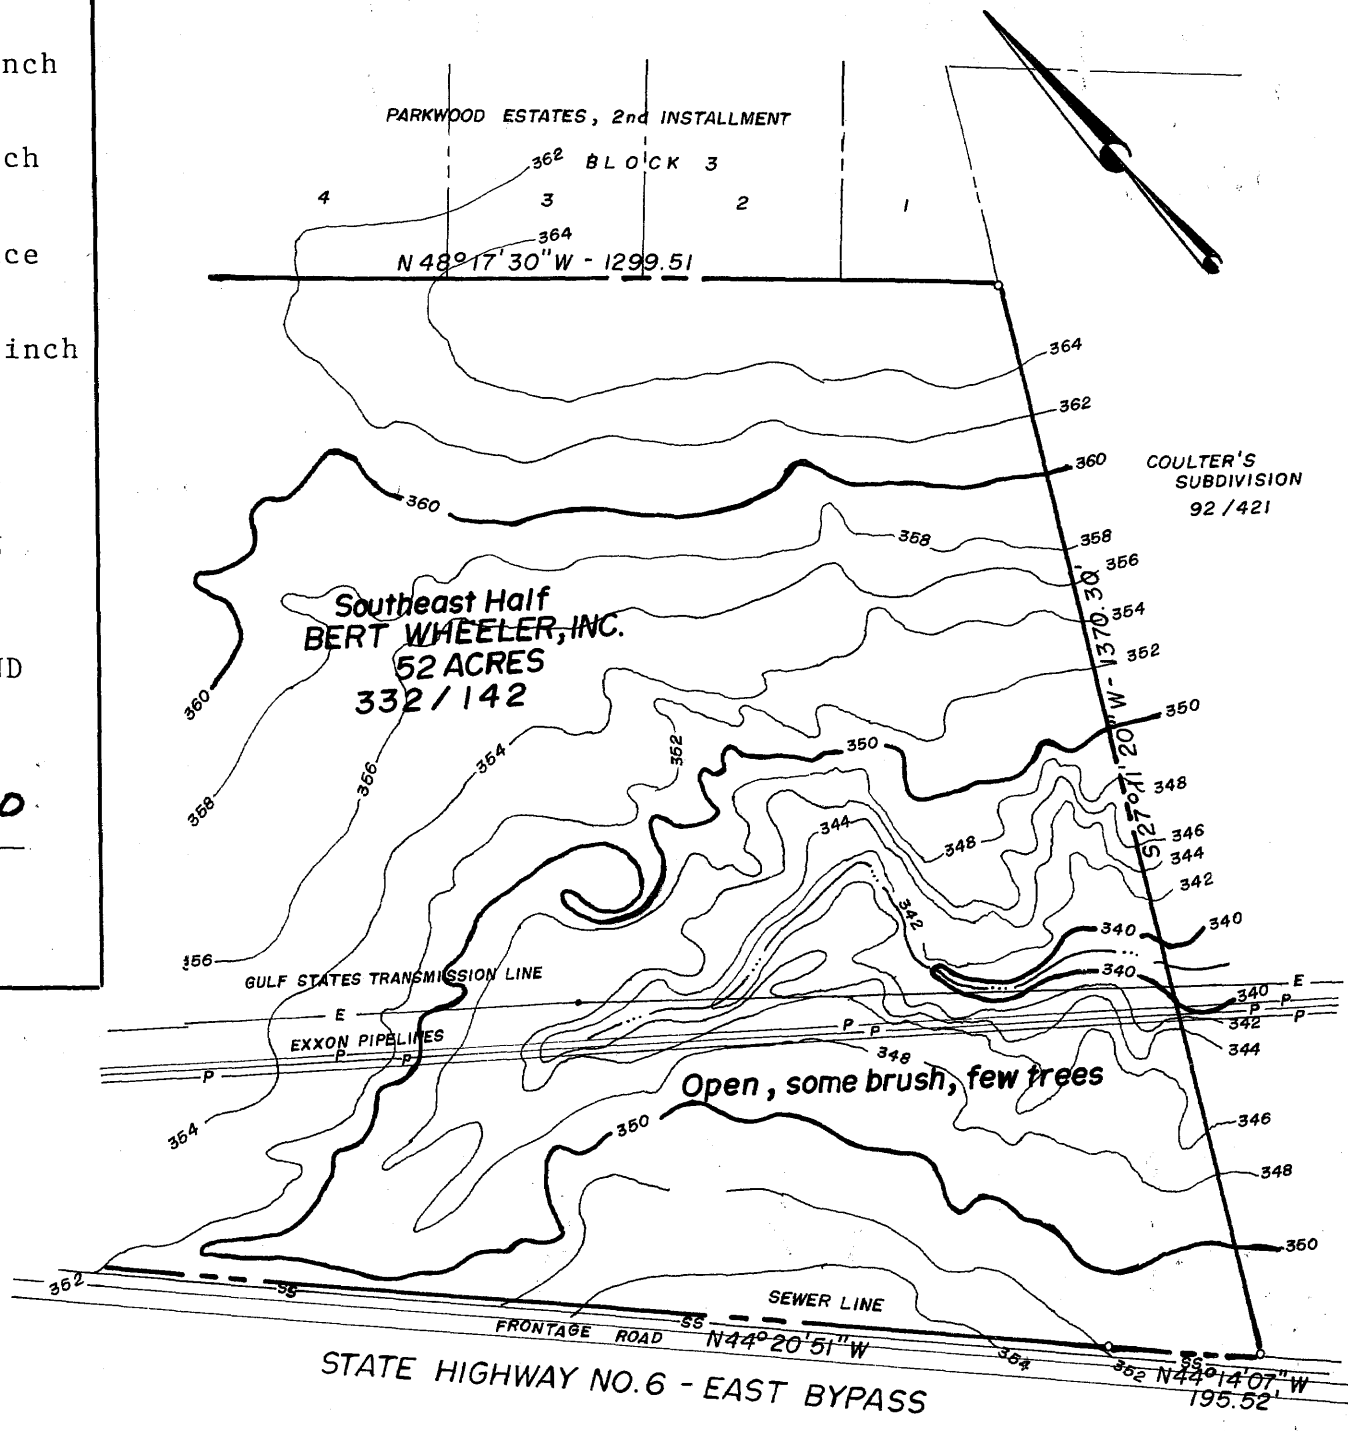 nch
ch
ce
inch
ND
PARKWOOD ESTATES, 2nd INSTALLMENT
362 BLOCK 3
4 3 2 1
364
N 48°17'30"W - 1299.51
364
362
360
COULTER'S
SUBDIVISION
92/421
360
358
358
356
354
352
350
348
346
344
342
340
S 27°11'20"W - 1370.30'
Southeast Half
BERT WHEELER, INC.
52 ACRES
332/142
360
358
356
354
352
350
344
348
342
340
340
356
GULF STATES TRANSMISSION LINE
E
E
EXXON PIPELINES
P
P
P
P
P
P
P
P
340
342
344
346
348
350
348
Open, some brush, few trees
354
350
352
SS
SEWER LINE
SS
FRONTAGE ROAD
N44°20'51"W
354
352
SS
N44°14'07"W
195.52'
STATE HIGHWAY NO. 6 - EAST BYPASS